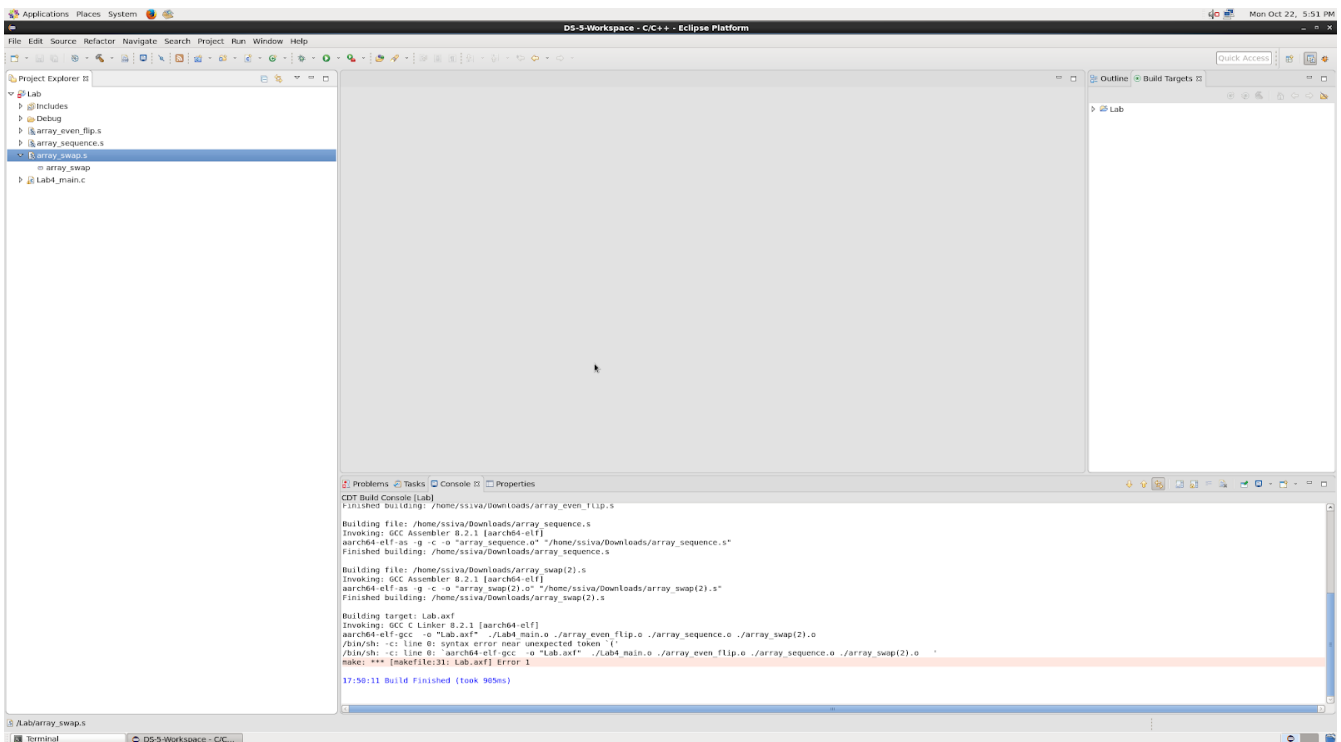 Applications Places System Mon Oct 22, 5:51 PM
DS-5-Workspace - C/C++ - Eclipse Platform
File Edit Source Refactor Navigate Search Project Run Window Help
Quick Access
Project Explorer
Outline Build Targets
Lab
Lab
Includes
Debug
array_even_flip.s
array_sequence.s
array_swap.s
array_swap
Lab4_main.c
Problems Tasks Console Properties
CDT Build Console [Lab]
Finished building: /home/ssiva/Downloads/array_even_flip.s
Building file: /home/ssiva/Downloads/array_sequence.s
Invoking: GCC Assembler 8.2.1 [aarch64-elf]
aarch64-elf-as -g -c -o "array_sequence.o" "/home/ssiva/Downloads/array_sequence.s"
Finished building: /home/ssiva/Downloads/array_sequence.s
Building file: /home/ssiva/Downloads/array_swap(2).s
Invoking: GCC Assembler 8.2.1 [aarch64-elf]
aarch64-elf-as -g -c -o "array_swap(2).o" "/home/ssiva/Downloads/array_swap(2).s"
Finished building: /home/ssiva/Downloads/array_swap(2).s
Building target: Lab.axf
Invoking: GCC C Linker 8.2.1 [aarch64-elf]
aarch64-elf-gcc -o "Lab.axf" ./Lab4_main.o ./array_even_flip.o ./array_sequence.o ./array_swap(2).o
/bin/sh: -c: line 0: syntax error near unexpected token `('
/bin/sh: -c: line 0: `aarch64-elf-gcc -o "Lab.axf" ./Lab4_main.o ./array_even_flip.o ./array_sequence.o ./array_swap(2).o '
make: *** [makefile:31: Lab.axf] Error 1
17:50:11 Build Finished (took 905ms)
/Lab/array_swap.s
Terminal DS-5-Workspace - C/C...